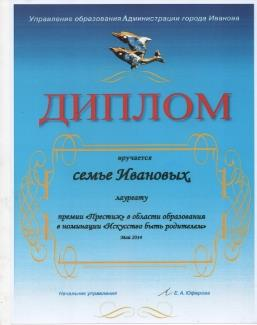 Управление образования Администрации города Иванова
ДИПЛОМ
вручается
семье Ивановых,
лауреату
премии «Престиж» в области образования
в номинации «Искусство быть родителем»
Май 2014
Начальник управления Е.А. Юферова